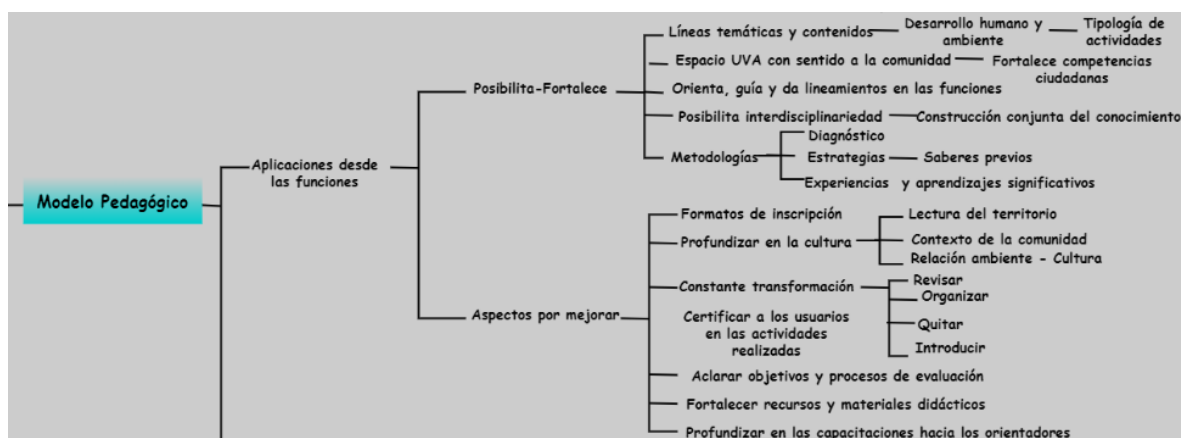 Líneas temáticas y contenidos
Desarrollo humano y
ambiente
Tipología de
actividades
Espacio UVA con sentido a la comunidad
Fortalece competencias
ciudadanas
Posibilita-Fortalece
Orienta, guía y da lineamientos en las funciones
Posibilita interdisciplinariedad
Construcción conjunta del conocimiento
Metodologías
Diagnóstico
Estrategias
Saberes previos
Experiencias y aprendizajes significativos
Aplicaciones desde
las funciones
Modelo Pedagógico
Formatos de inscripción
Profundizar en la cultura
Lectura del territorio
Contexto de la comunidad
Relación ambiente - Cultura
Constante transformación
Revisar
Organizar
Quitar
Introducir
Aspectos por mejorar
Certificar a los usuarios
en las actividades
realizadas
Aclarar objetivos y procesos de evaluación
Fortalecer recursos y materiales didácticos
Profundizar en las capacitaciones hacia los orientadores